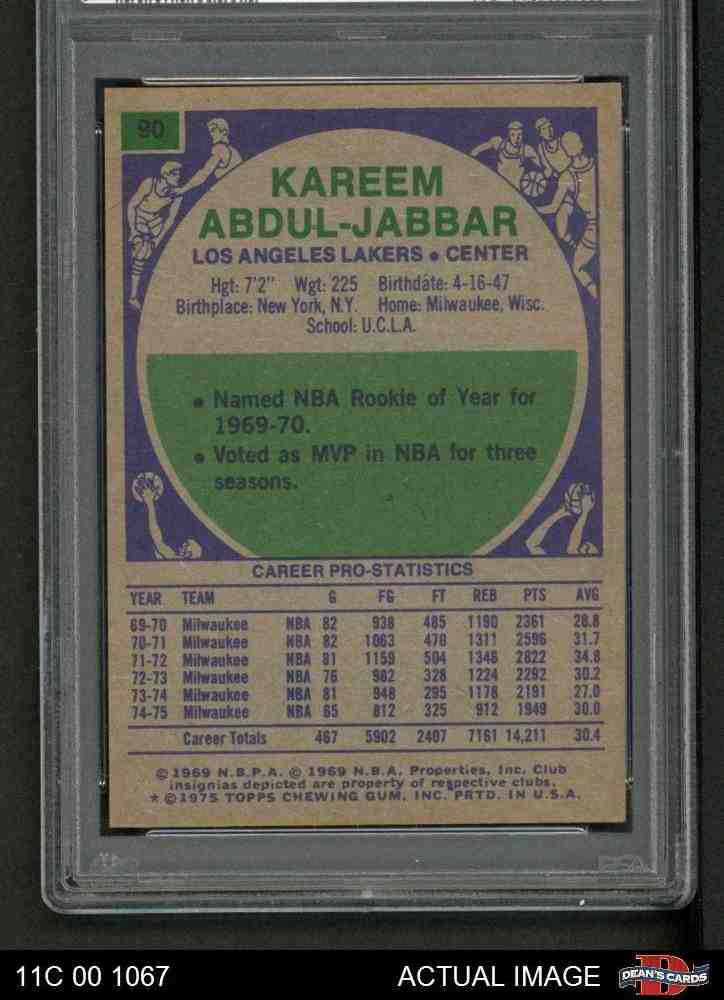 90
KAREEM
ABDUL-JABBAR
LOS ANGELES LAKERS • CENTER
Hgt: 7'2" Wgt: 225 Birthdate: 4-16-47
Birthplace: New York, N.Y. Home: Milwaukee, Wisc.
School: U.C.L.A.
• Named NBA Rookie of Year for
1969-70.
• Voted as MVP in NBA for three
seasons.
CAREER PRO-STATISTICS
YEAR TEAM G FG FT REB PTS AVG
69-70 Milwaukee NBA 82 938 485 1190 2361 28.8
70-71 Milwaukee NBA 82 1063 470 1311 2596 31.7
71-72 Milwaukee NBA 81 1159 504 1346 2822 34.8
72-73 Milwaukee NBA 76 982 328 1224 2292 30.2
73-74 Milwaukee NBA 81 948 295 1178 2191 27.0
74-75 Milwaukee NBA 65 812 325 912 1949 30.0
Career Totals 467 5902 2407 7161 14,211 30.4
© 1969 N.B.P.A. © 1969 N.B.A. Properties, Inc. Club
insignias depicted are property of respective clubs.
* ©1975 TOPPS CHEWING GUM, INC. PRTD. IN U.S.A.
PSA
11C 00 1067 ACTUAL IMAGE DEAN'S CARDS